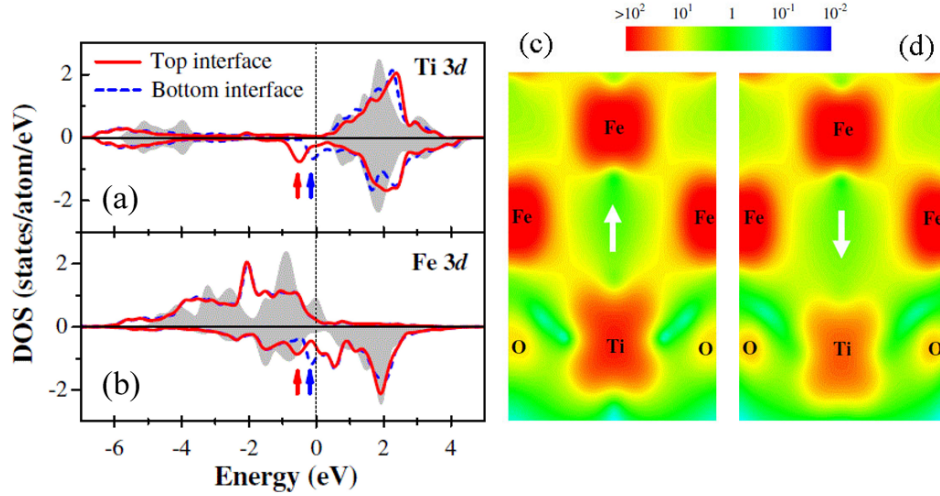 Top interface
Bottom interface
Ti 3d
2
0
-2
(a)
Fe 3d
2
0
-2
(b)
DOS (states/atom/eV)
-6 -4 -2 0 2 4
Energy (eV)
>10² 10¹ 1 10⁻¹ 10⁻²
(c)
(d)
Fe
Fe Fe
O Ti O
Fe
Fe Fe
O Ti O